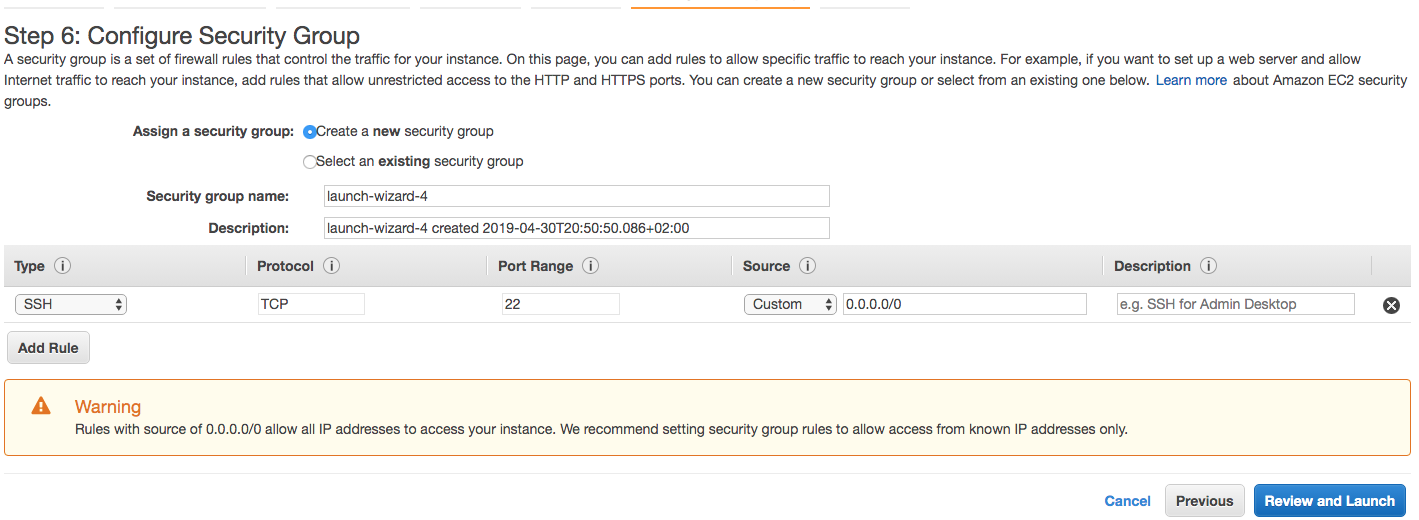 Step 6: Configure Security Group
A security group is a set of firewall rules that control the traffic for your instance. On this page, you can add rules to allow specific traffic to reach your instance. For example, if you want to set up a web server and allow
Internet traffic to reach your instance, add rules that allow unrestricted access to the HTTP and HTTPS ports. You can create a new security group or select from an existing one below. Learn more about Amazon EC2 security
groups.
Assign a security group: Create a new security group
Select an existing security group
Security group name: launch-wizard-4
Description: launch-wizard-4 created 2019-04-30T20:50:50.086+02:00
Type i Protocol i Port Range i Source i Description i
SSH TCP 22 Custom 0.0.0.0/0 e.g. SSH for Admin Desktop
Add Rule
Warning
Rules with source of 0.0.0.0/0 allow all IP addresses to access your instance. We recommend setting security group rules to allow access from known IP addresses only.
Cancel Previous Review and Launch